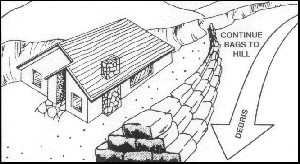 CONTINUE
BAGS TO
HILL
DEBRIS